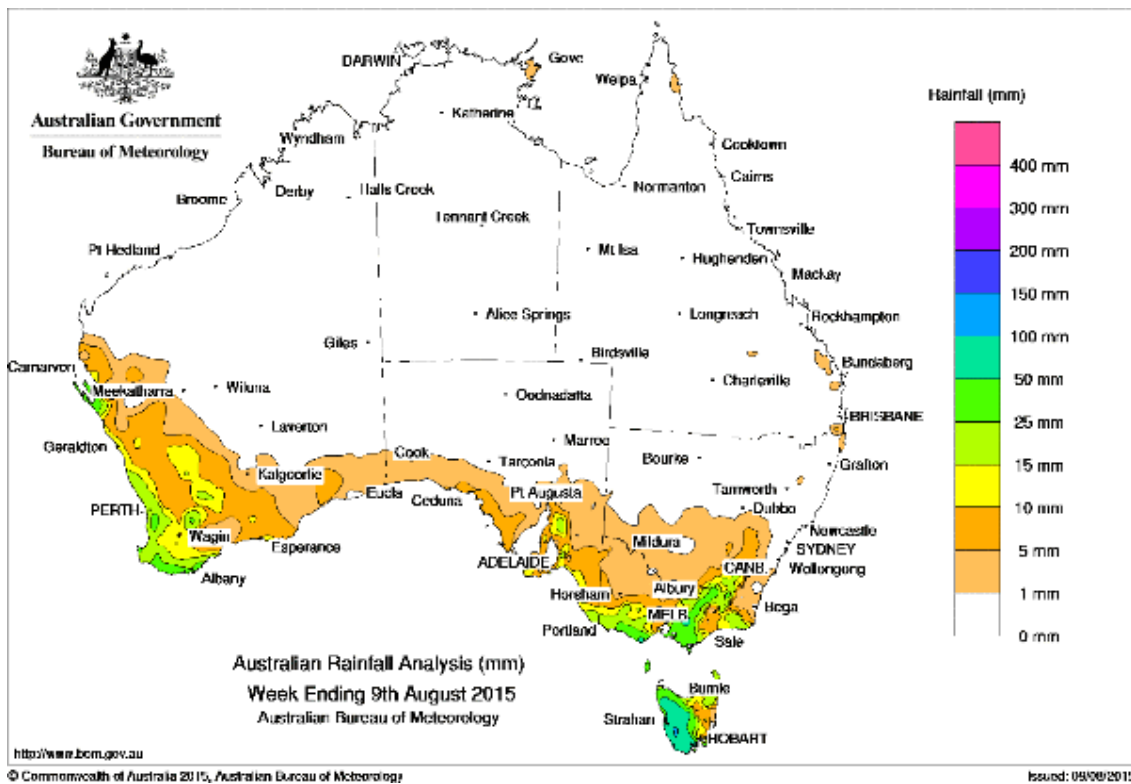 Australian Government
Bureau of Meteorology
DARWIN
Gove
Weipa
Katherine
Wyndham
Cooktown
Cairns
Broome
Derby
Halls Creek
Normanton
Tennant Creek
Townsville
Pt Hedland
Mt Isa
Hughenden
Mackay
Alice Springs
Longreach
Rockhampton
Giles
Birdsville
Bundaberg
Carnarvon
Meekatharra
Wiluna
Oodnadatta
Charleville
BRISBANE
Laverton
Marree
Geraldton
Cook
Tarcoola
Bourke
Grafton
Kalgoorlie
Eucla
Ceduna
Pt Augusta
Tamworth
Dubbo
PERTH
Wagin
Esperance
Newcastle
Mildura
SYDNEY
ADELAIDE
CANB.
Wollongong
Albany
Horsham
Albury
MELB
Bega
Portland
Sale
Burnie
Strahan
HOBART
Rainfall (mm)
400 mm
300 mm
200 mm
150 mm
100 mm
50 mm
25 mm
15 mm
10 mm
5 mm
1 mm
0 mm
Australian Rainfall Analysis (mm)
Week Ending 9th August 2015
Australian Bureau of Meteorology
http://www.bom.gov.au
© Commonwealth of Australia 2015, Australian Bureau of Meteorology
Issued: 09/08/2015